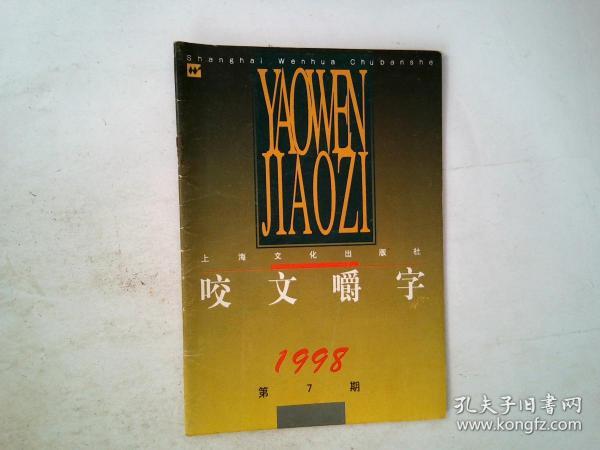 Shanghai Wenhua Chubanshe
YAOWEN
JIAOZI
上海文化出版社
咬文嚼字
1998
第7期
孔夫子旧书网
www.kongfz.com